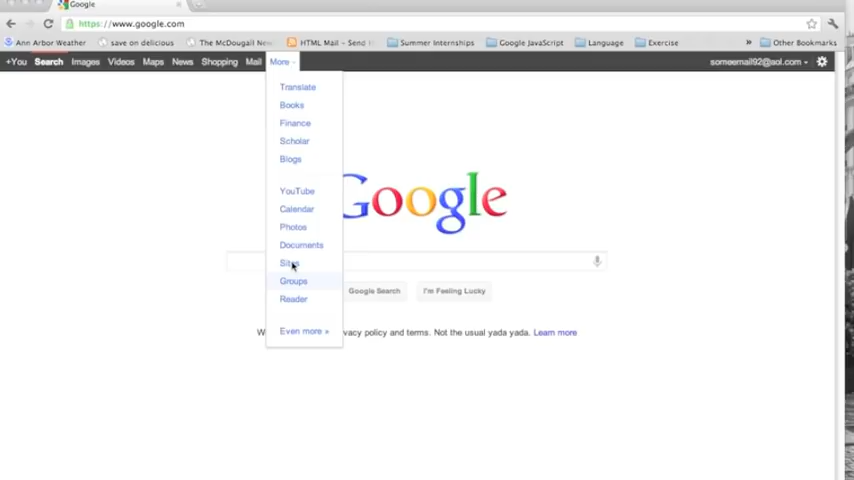 Google
https://www.google.com
Ann Arbor Weather save on delicious The McDougall New HTML Mail – Send H Summer Internships Google JavaScript Language Exercise » Other Bookmarks
+You Search Images Videos Maps News Shopping Mail More someemail92@aol.com
Translate
Books
Finance
Scholar
Blogs
YouTube
Google
Calendar
Photos
Documents
Sites
Groups
Google Search I'm Feeling Lucky
Reader
Even more »
W vacy policy and terms. Not the usual yada yada. Learn more